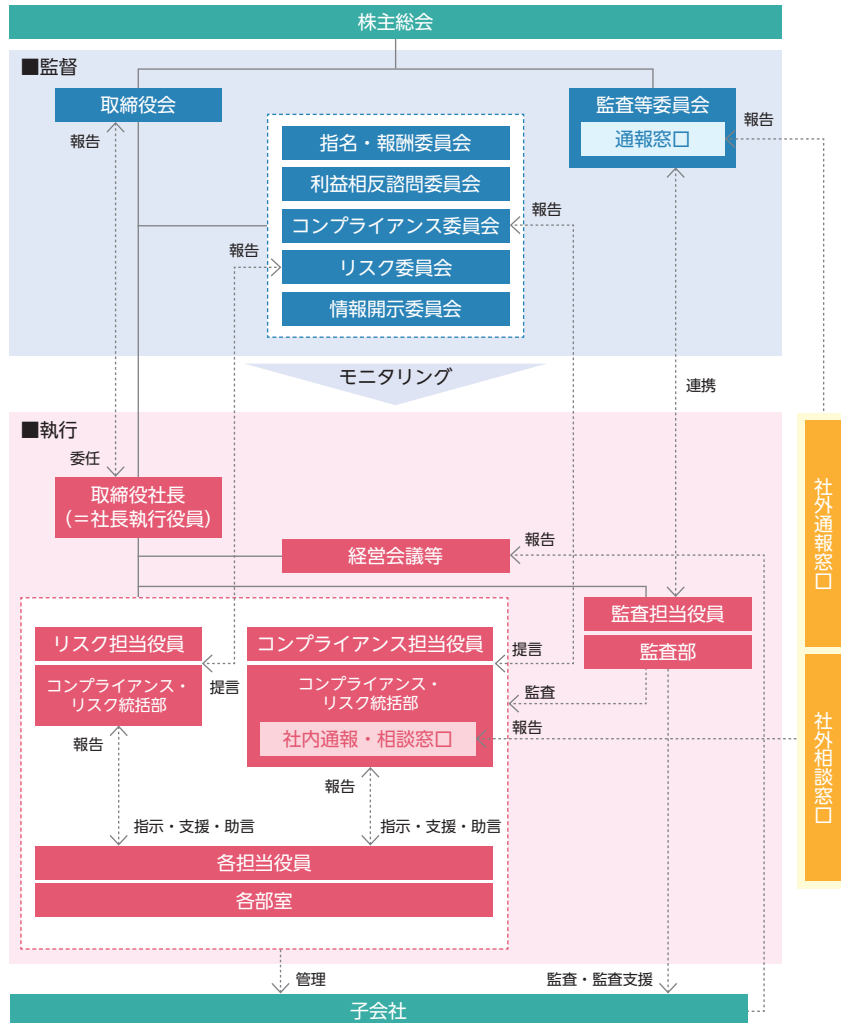 株主総会
■監督
取締役会
報告
監査等委員会
通報窓口
報告
指名・報酬委員会
利益相反諮問委員会
コンプライアンス委員会
報告
報告
リスク委員会
情報開示委員会
モニタリング
連携
■執行
委任
取締役社長
（＝社長執行役員）
経営会議等
報告
社外通報窓口
監査担当役員
監査部
リスク担当役員
コンプライアンス・
リスク統括部
提言
報告
コンプライアンス担当役員
コンプライアンス・
リスク統括部
社内通報・相談窓口
提言
監査
報告
社外相談窓口
報告
指示・支援・助言
指示・支援・助言
各担当役員
各部室
管理
監査・監査支援
子会社